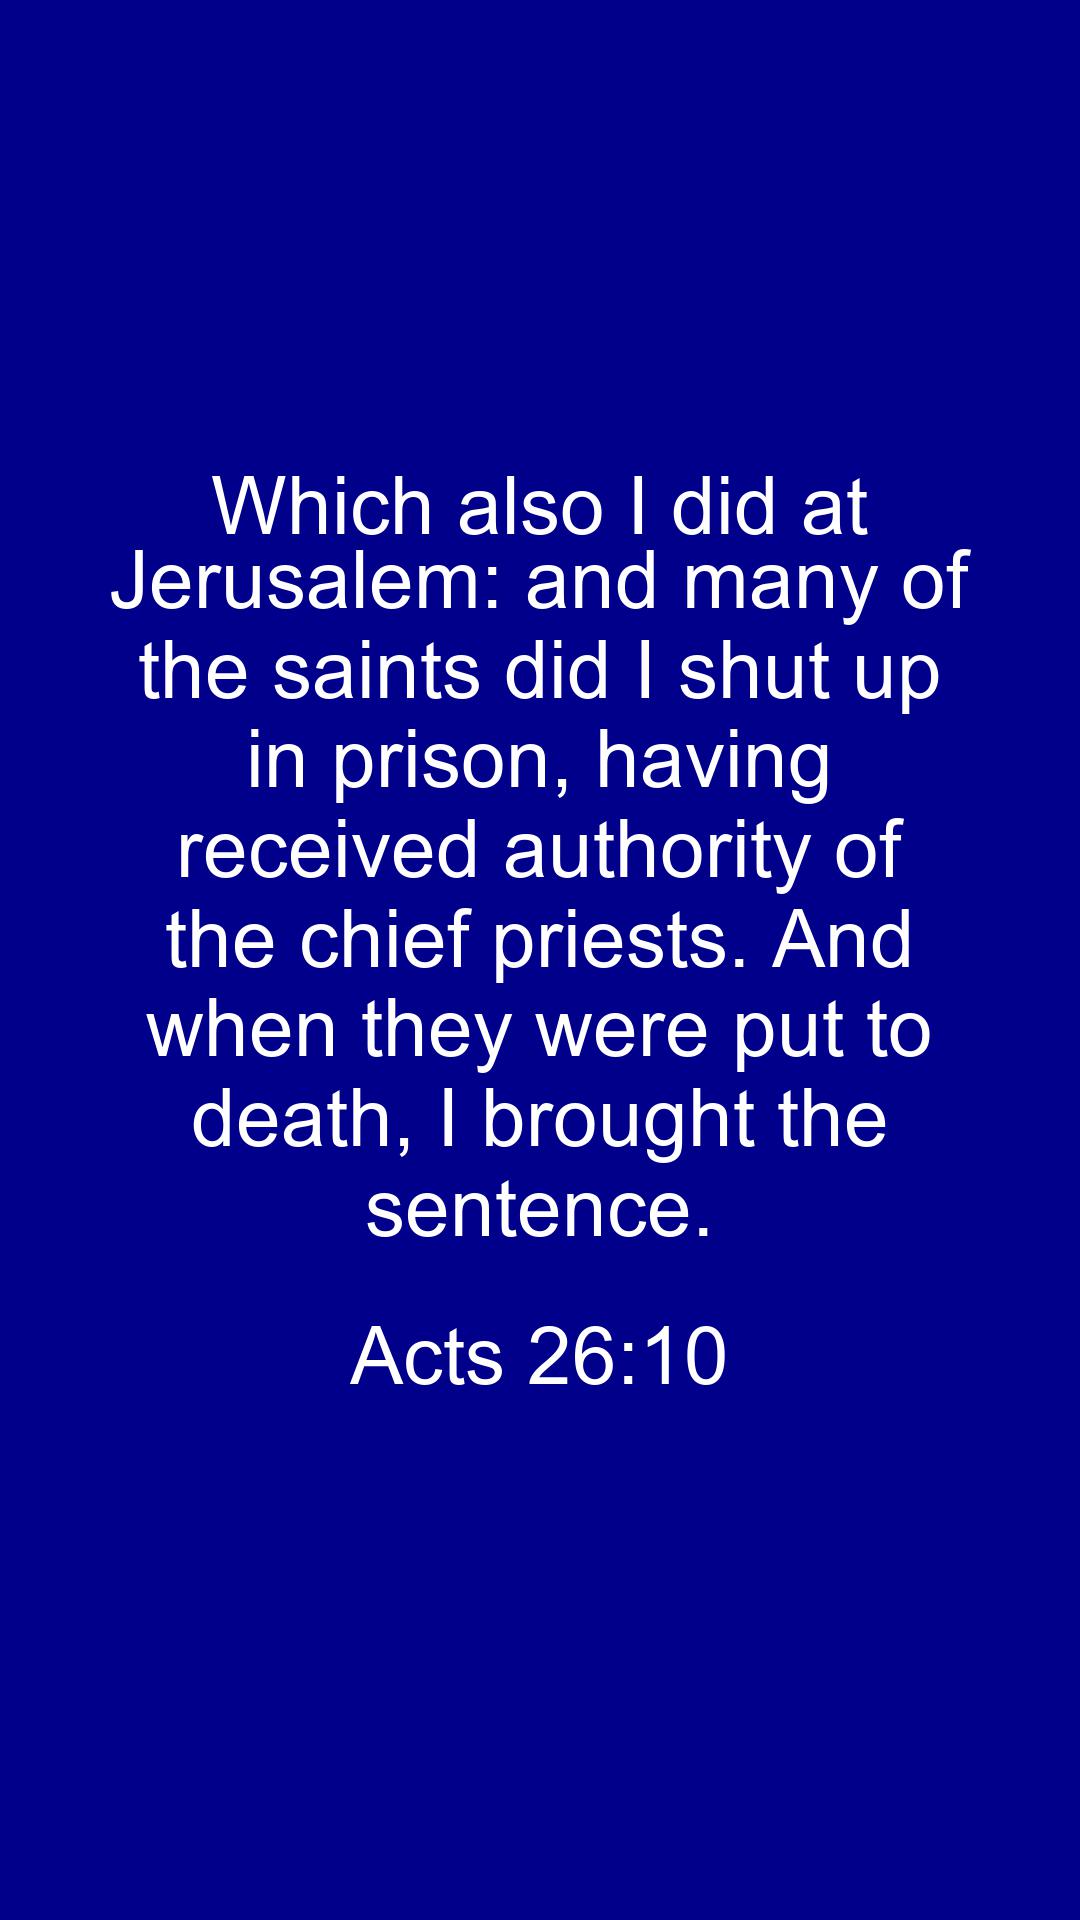 Which also I did at
Jerusalem: and many of
the saints did I shut up
in prison, having
received authority of
the chief priests. And
when they were put to
death, I brought the
sentence.
Acts 26:10